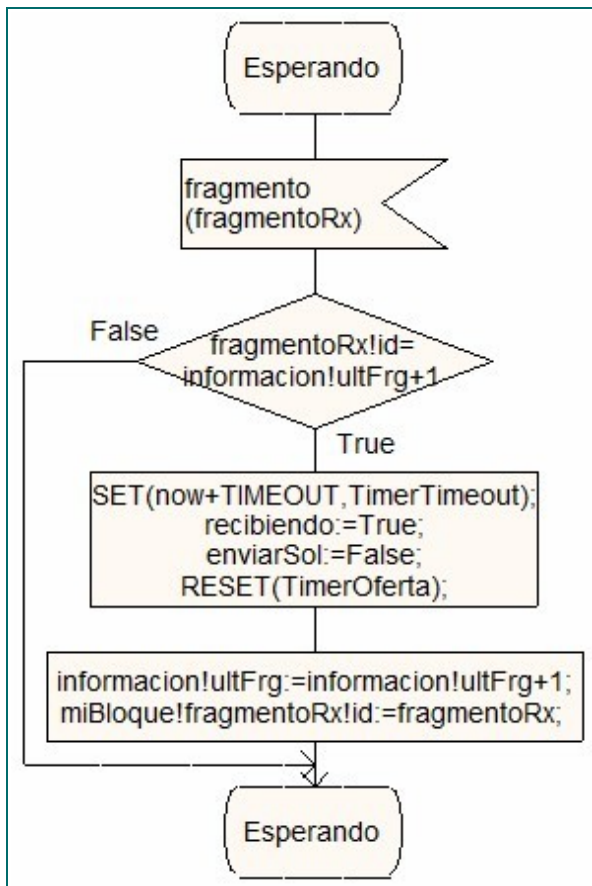 Esperando
fragmento
(fragmentoRx)
False
fragmentoRx!id=
informacion!ultFrg+1
True
SET(now+TIMEOUT,TimerTimeout);
recibiendo:=True;
enviarSol:=False;
RESET(TimerOferta);
informacion!ultFrg:=informacion!ultFrg+1;
miBloque!fragmentoRx!id:=fragmentoRx;
Esperando